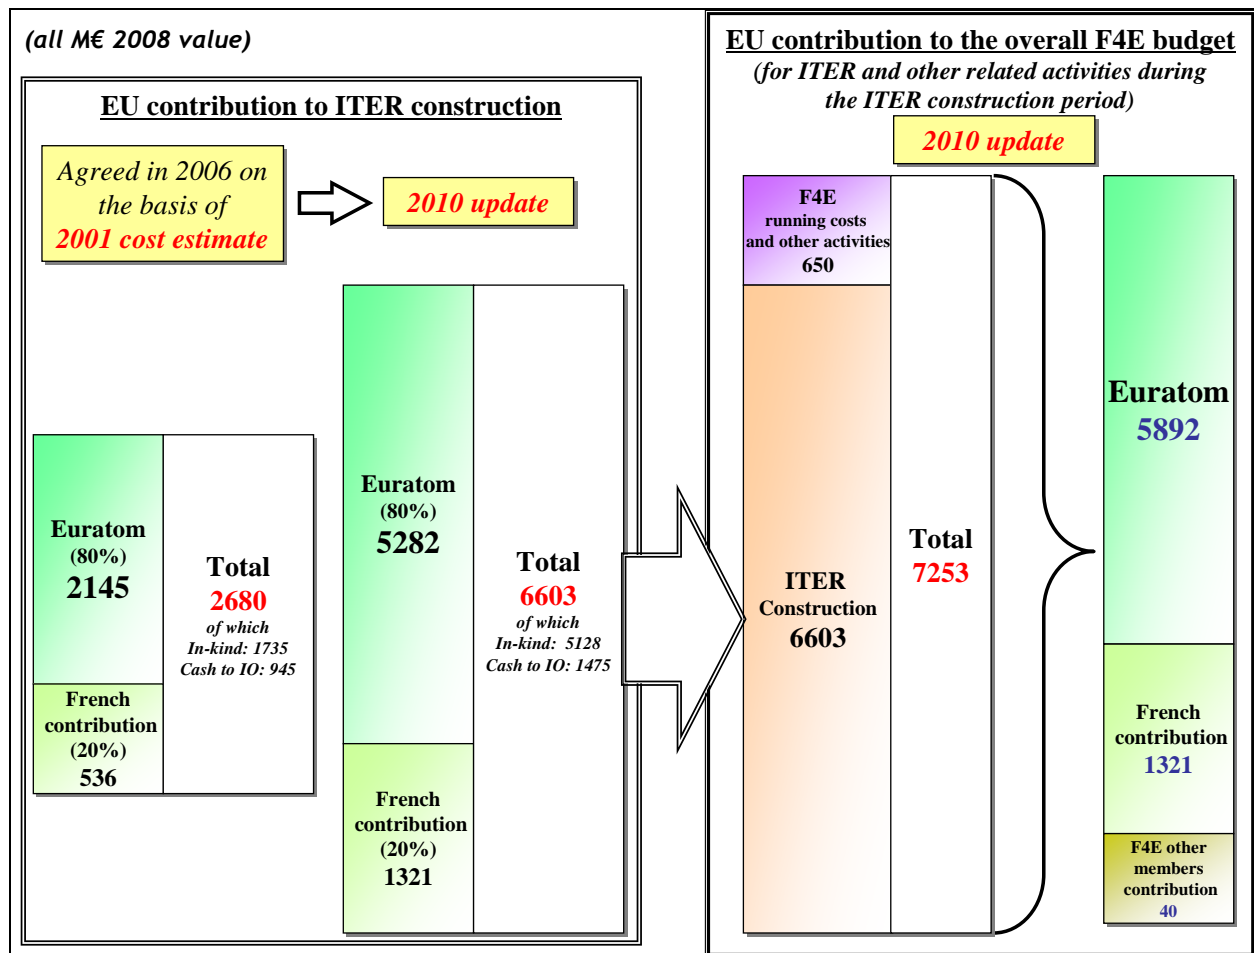 (all M€ 2008 value)
EU contribution to ITER construction
Agreed in 2006 on
the basis of
2001 cost estimate
2010 update
Euratom
(80%)
2145
French
contribution
(20%)
536
Total
2680
of which
In-kind: 1735
Cash to IO: 945
Euratom
(80%)
5282
French
contribution
(20%)
1321
Total
6603
of which
In-kind: 5128
Cash to IO: 1475
EU contribution to the overall F4E budget
(for ITER and other related activities during
the ITER construction period)
2010 update
F4E
running costs
and other activities
650
ITER
Construction
6603
Total
7253
Euratom
5892
French
contribution
1321
F4E other
members
contribution
40